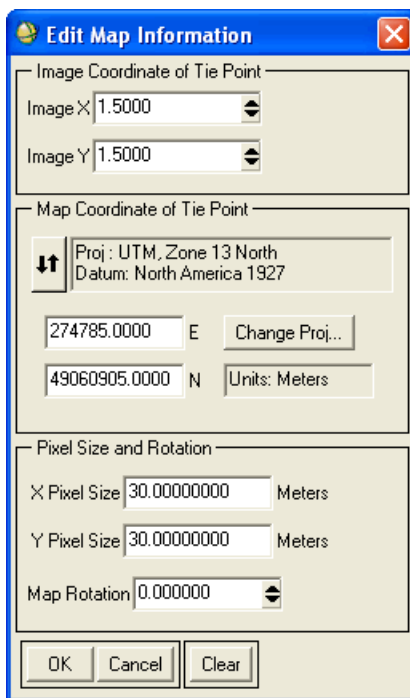 Edit Map Information
Image Coordinate of Tie Point
Image X 1.5000
Image Y 1.5000
Map Coordinate of Tie Point
Proj : UTM, Zone 13 North
Datum: North America 1927
274785.0000 E Change Proj...
49060905.0000 N Units: Meters
Pixel Size and Rotation
X Pixel Size 30.00000000 Meters
Y Pixel Size 30.00000000 Meters
Map Rotation 0.000000
OK Cancel Clear